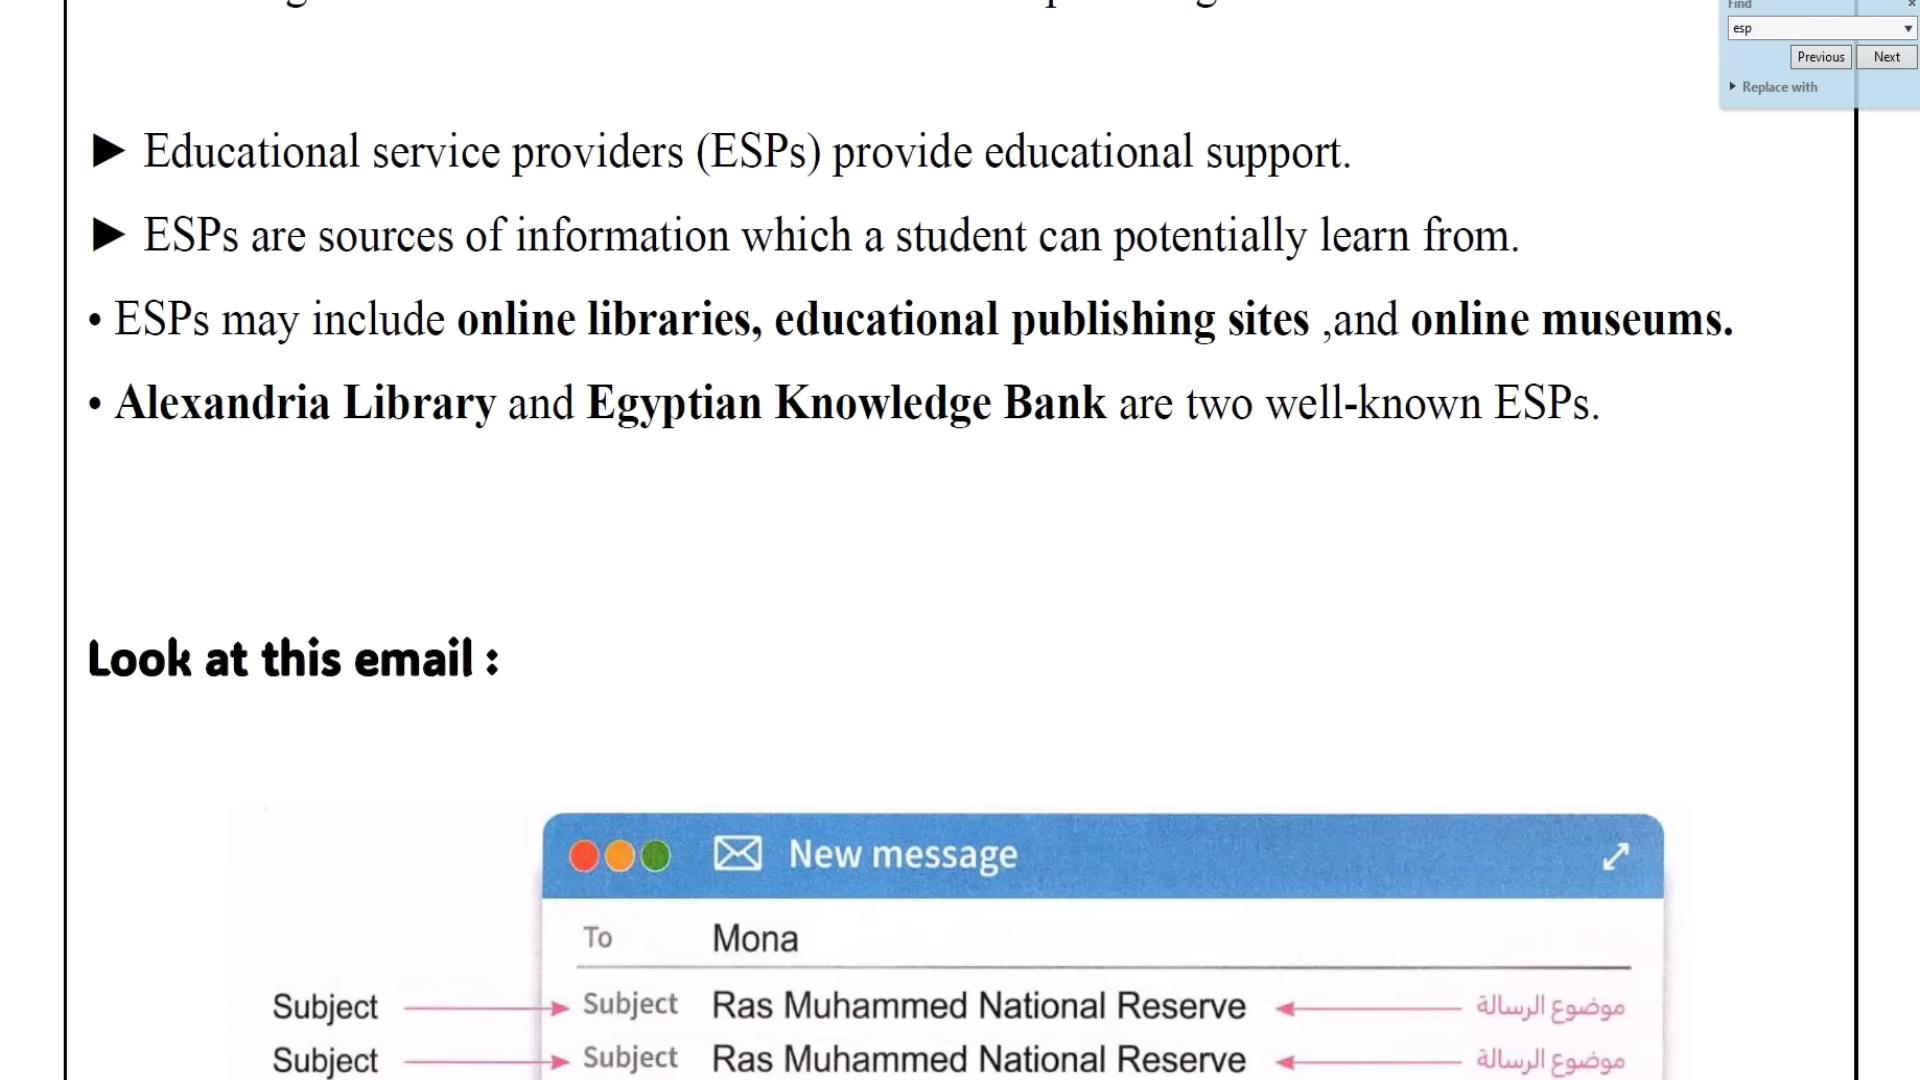 Find
esp
Previous Next
Replace with
► Educational service providers (ESPs) provide educational support.
► ESPs are sources of information which a student can potentially learn from.
• ESPs may include online libraries, educational publishing sites ,and online museums.
• Alexandria Library and Egyptian Knowledge Bank are two well-known ESPs.
Look at this email :
New message
To Mona
Subject Subject Ras Muhammed National Reserve موضوع الرسالة
Subject Subject Ras Muhammed National Reserve موضوع الرسالة